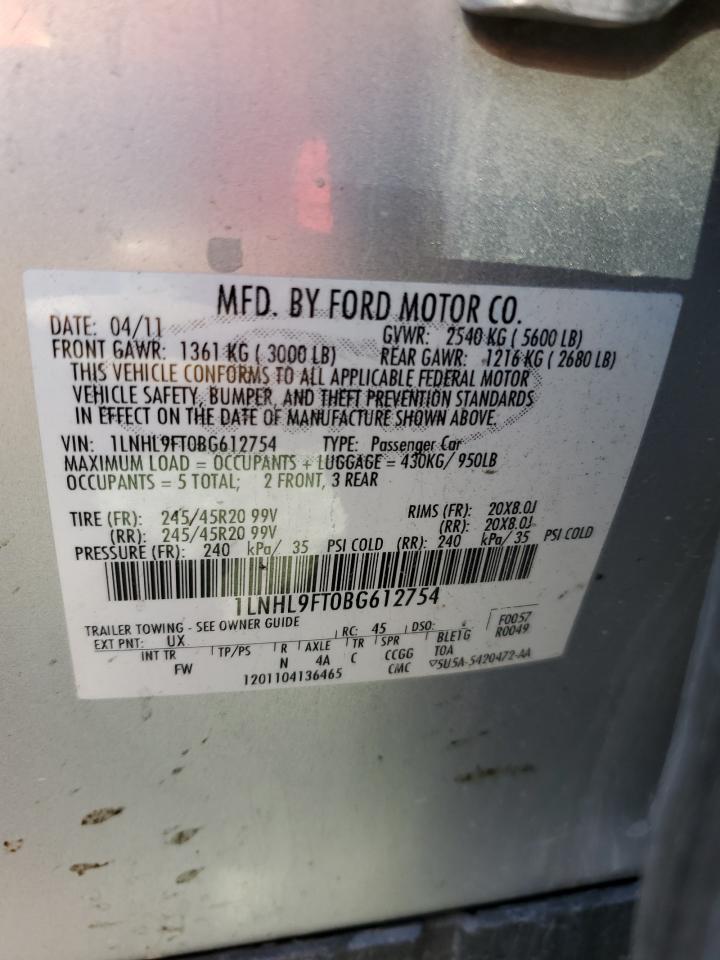 MFD. BY FORD MOTOR CO.
DATE: 04/11 GVWR: 2540 KG ( 5600 LB)
FRONT GAWR: 1361 KG ( 3000 LB) REAR GAWR: 1216 KG ( 2680 LB)
THIS VEHICLE CONFORMS TO ALL APPLICABLE FEDERAL MOTOR
VEHICLE SAFETY, BUMPER, AND THEFT PREVENTION STANDARDS
IN EFFECT ON THE DATE OF MANUFACTURE SHOWN ABOVE.
VIN: 1LNHL9FT0BG612754 TYPE: Passenger Car
MAXIMUM LOAD = OCCUPANTS + LUGGAGE = 430KG/ 950LB
OCCUPANTS = 5 TOTAL; 2 FRONT, 3 REAR
TIRE (FR): 245/45R20 99V RIMS (FR): 20X8.0J
(RR): 245/45R20 99V (RR): 20X8.0J
PRESSURE (FR): 240 kPa/ 35 PSI COLD (RR): 240 kPa/ 35 PSI COLD
1LNHL9FT0BG612754
TRAILER TOWING - SEE OWNER GUIDE F0057
EXT PNT: UX RC: 45 DSO: R0049
INT TR TP/PS R AXLE TR SPR BLE1G
FW N 4A C CCGG TOA
1201104136465 CMC 5U5A-5420472-AA